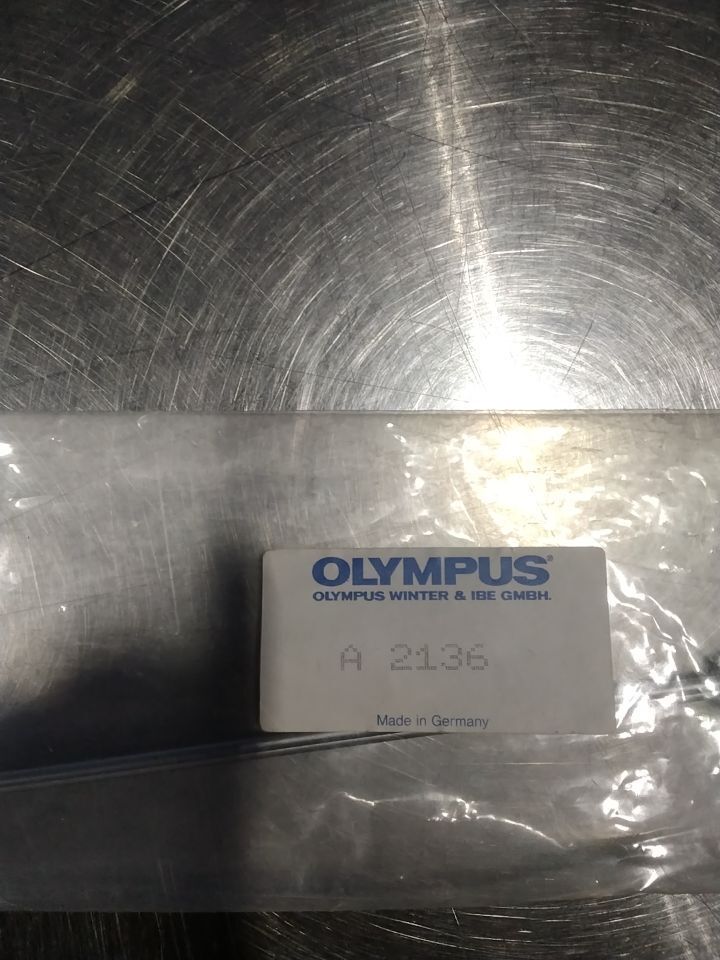 OLYMPUS®
OLYMPUS WINTER & IBE GMBH.
A 2136
Made in Germany